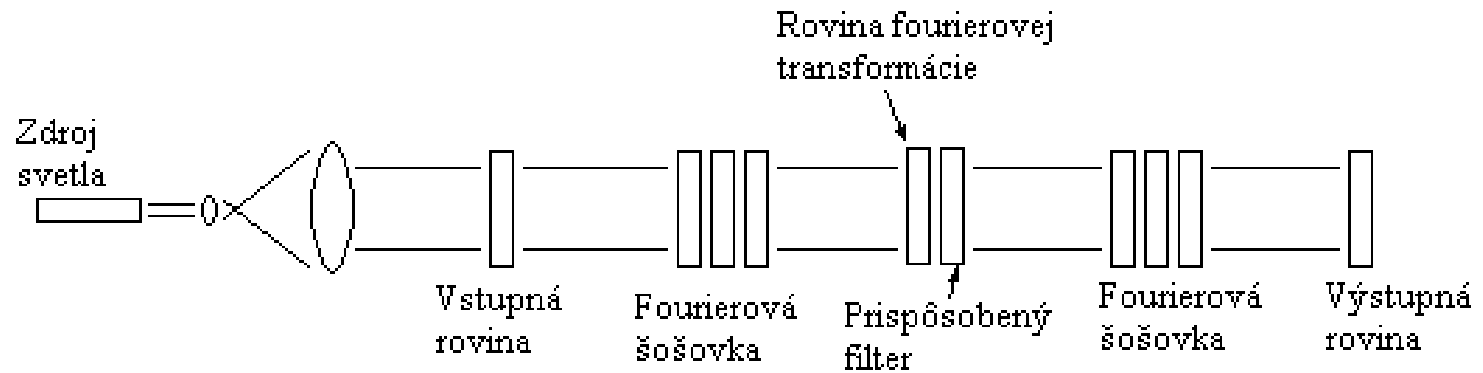 Rovina fourierovej
transformácie
Zdroj
svetla
Vstupná
rovina
Fourierová
šošovka
Prispôsobený
filter
Fourierová
šošovka
Výstupná
rovina